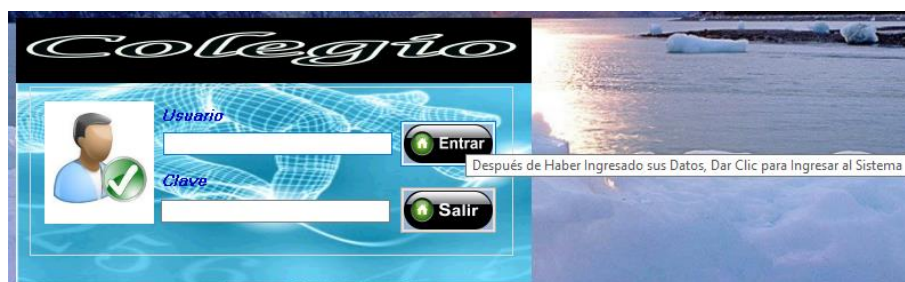 Colegio
Usuario
Entrar
Después de Haber Ingresado sus Datos, Dar Clic para Ingresar al Sistema
Clave
Salir